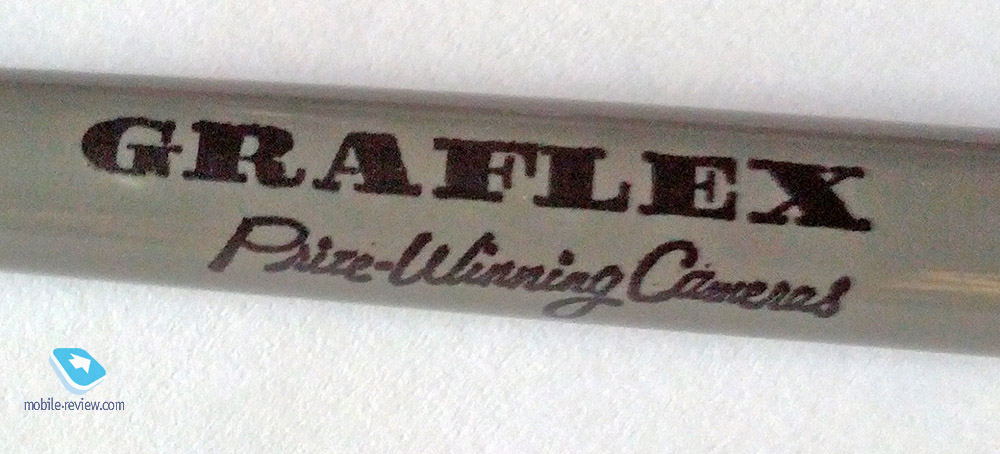 GRAFLEX
Prize-Winning Cameras
mobile-review.com